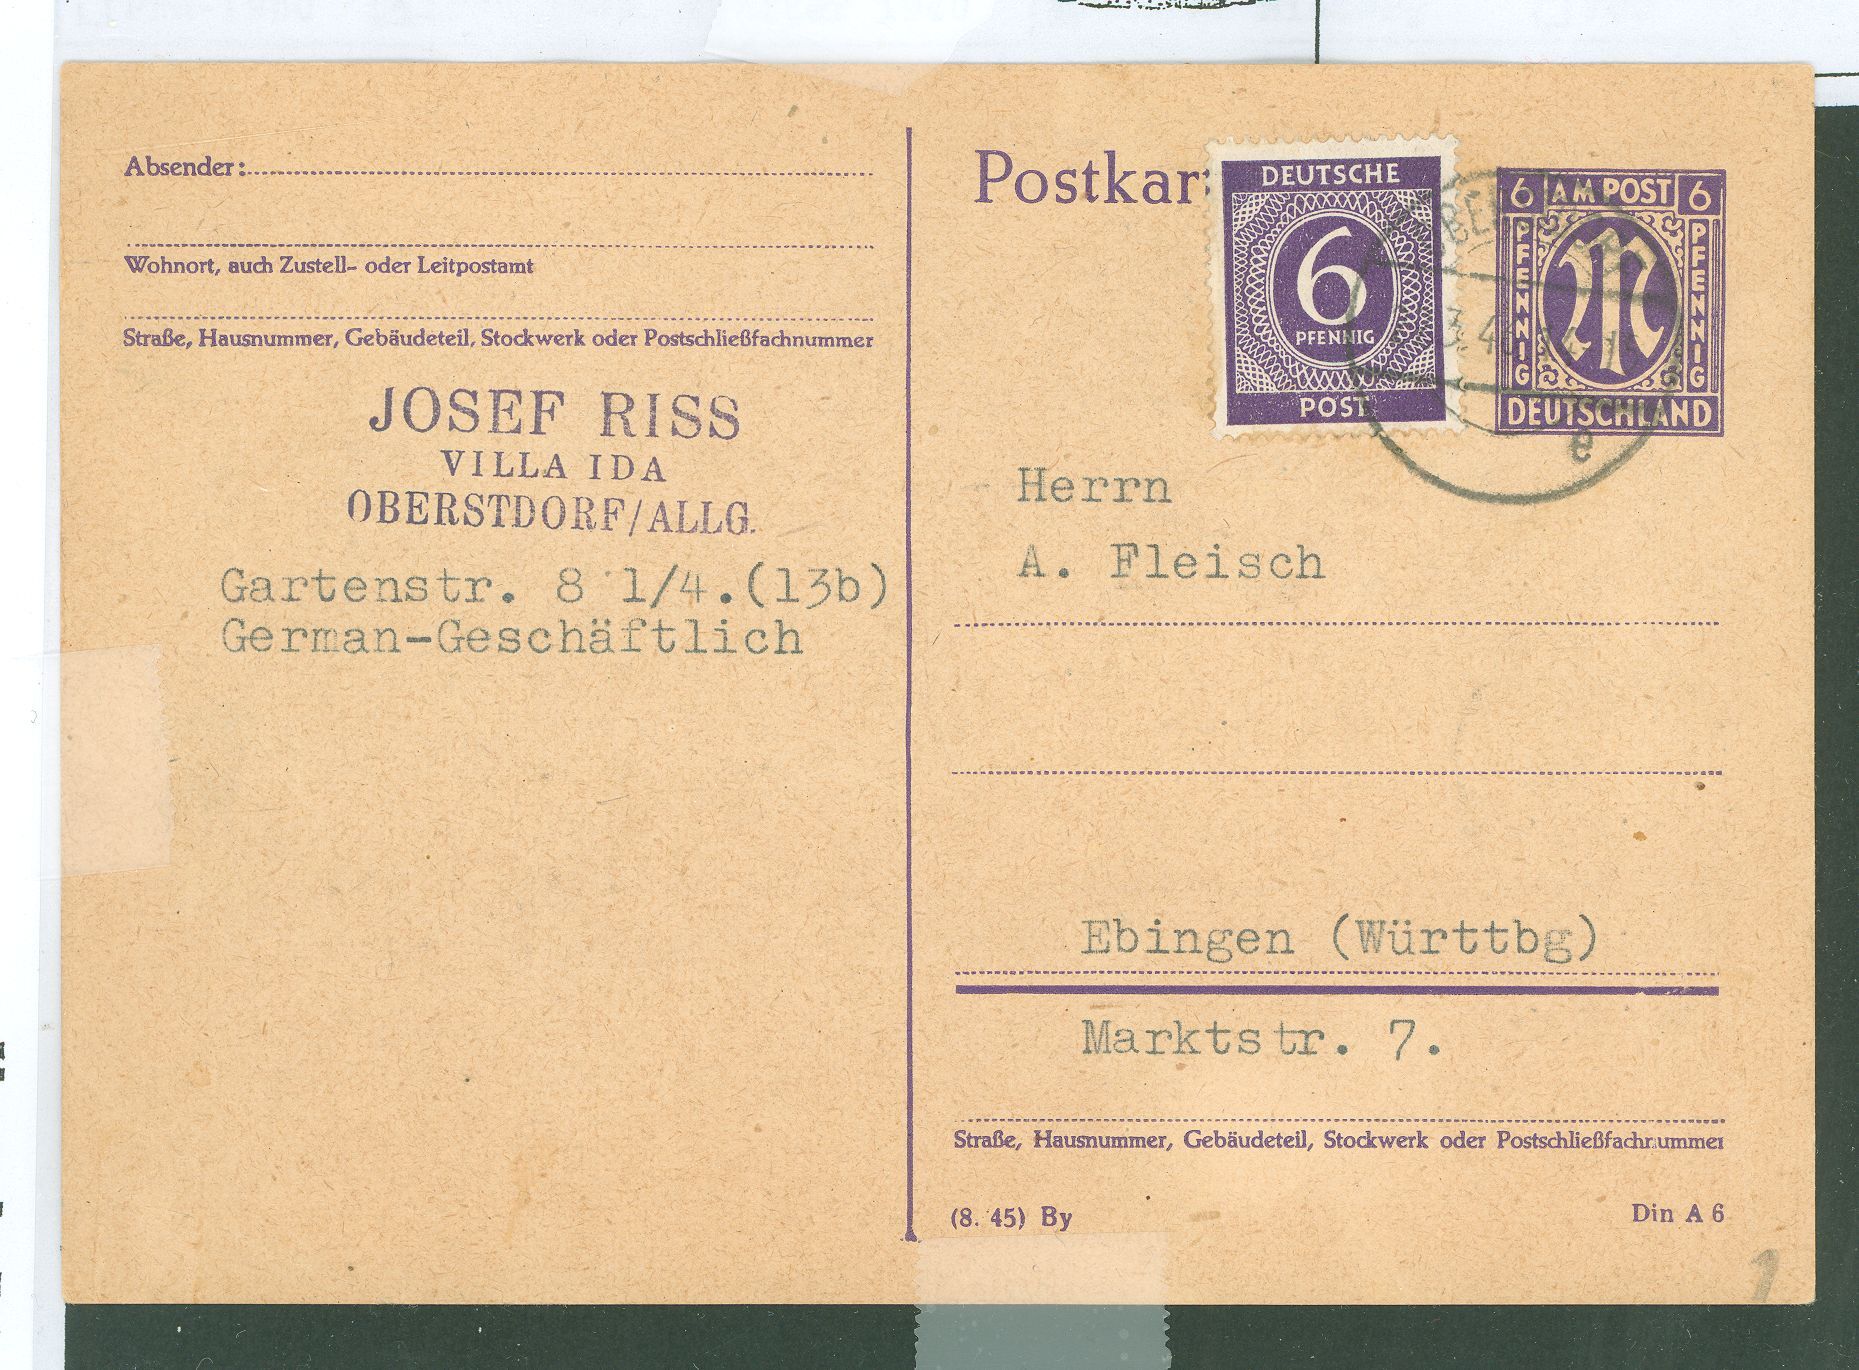 Absender:
Wohnort, auch Zustell- oder Leitpostamt
Straße, Hausnummer, Gebäudeteil, Stockwerk oder Postschließfachnummer
JOSEF RISS
VILLA IDA
OBERSTDORF/ALLG.
Gartenstr. 8 1/4.(13b)
German-Geschäftlich
Postkar
DEUTSCHE
6
PFENNIG
POST
6 AM POST 6
PFENNIG
PFENNIG
DEUTSCHLAND
e
Herrn
A. Fleisch
Ebingen (Württbg)
Marktstr. 7.
Straße, Hausnummer, Gebäudeteil, Stockwerk oder Postschließfachnummer
(8. 45) By
Din A 6
1